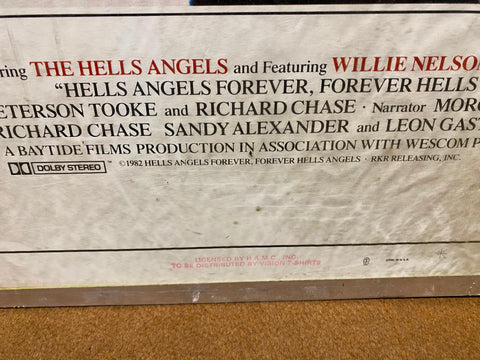 ring THE HELLS ANGELS and Featuring WILLIE NELSON
"HELLS ANGELS FOREVER, FOREVER HELLS
ETERSON TOOKE and RICHARD CHASE · Narrator MORG
RICHARD CHASE SANDY ALEXANDER and LEON GAST
A BAYTIDE FILMS PRODUCTION IN ASSOCIATION WITH WESCOM P
DOLBY STEREO ™ ©1982 HELLS ANGELS FOREVER, FOREVER HELLS ANGELS · RKR RELEASING, INC.
LICENSED BY H.A.M.C. INC.
TO BE DISTRIBUTED BY VISION T-SHIRTS